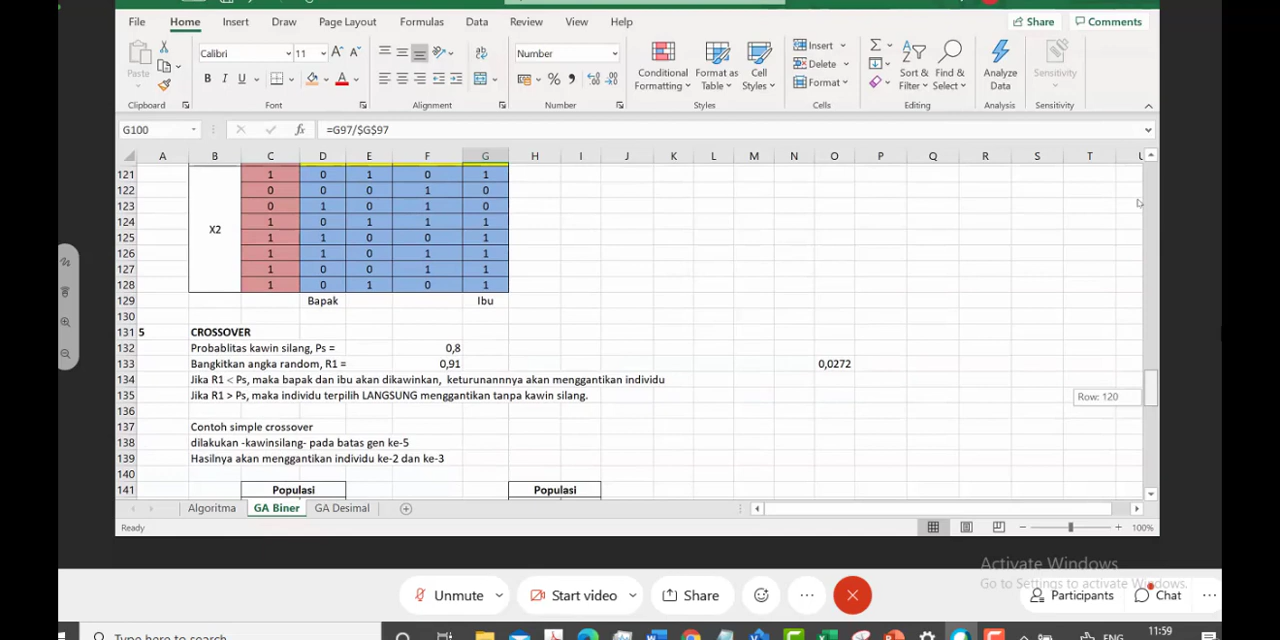 File Home Insert Draw Page Layout Formulas Data Review View Help Share Comments
Calibri 11 Number Insert
Paste Conditional Formatting Format as Table Cell Styles Delete Sort & Filter Find & Select Analyze Data Sensitivity
B I U A % Format
Clipboard Font Alignment Number Styles Cells Editing Analysis Sensitivity
G100 fx =G97/$G$97
A B C D E F G H I J K L M N O P Q R S T U
121 1 0 1 0 1
122 0 0 0 1 0
123 0 1 0 1 0
124 1 0 1 1 1
X2
125 1 1 0 0 1
126 1 1 0 1 1
127 1 0 0 1 1
128 1 0 1 0 1
129 Bapak Ibu
130
131 5 CROSSOVER
132 Probablitas kawin silang, Ps = 0,8
133 Bangkitkan angka random, R1 = 0,91 0,0272
134 Jika R1 < Ps, maka bapak dan ibu akan dikawinkan, keturunannnya akan menggantikan individu
135 Jika R1 > Ps, maka individu terpilih LANGSUNG menggantikan tanpa kawin silang.
Row: 120
136
137 Contoh simple crossover
138 dilakukan -kawinsilang- pada batas gen ke-5
139 Hasilnya akan menggantikan individu ke-2 dan ke-3
140
141 Populasi Populasi
Algoritma GA Biner GA Desimal
Ready 100%
Activate Windows
Go to Settings to activate Windows.
Unmute Start video Share Participants Chat
Type here to search ENG 11:59